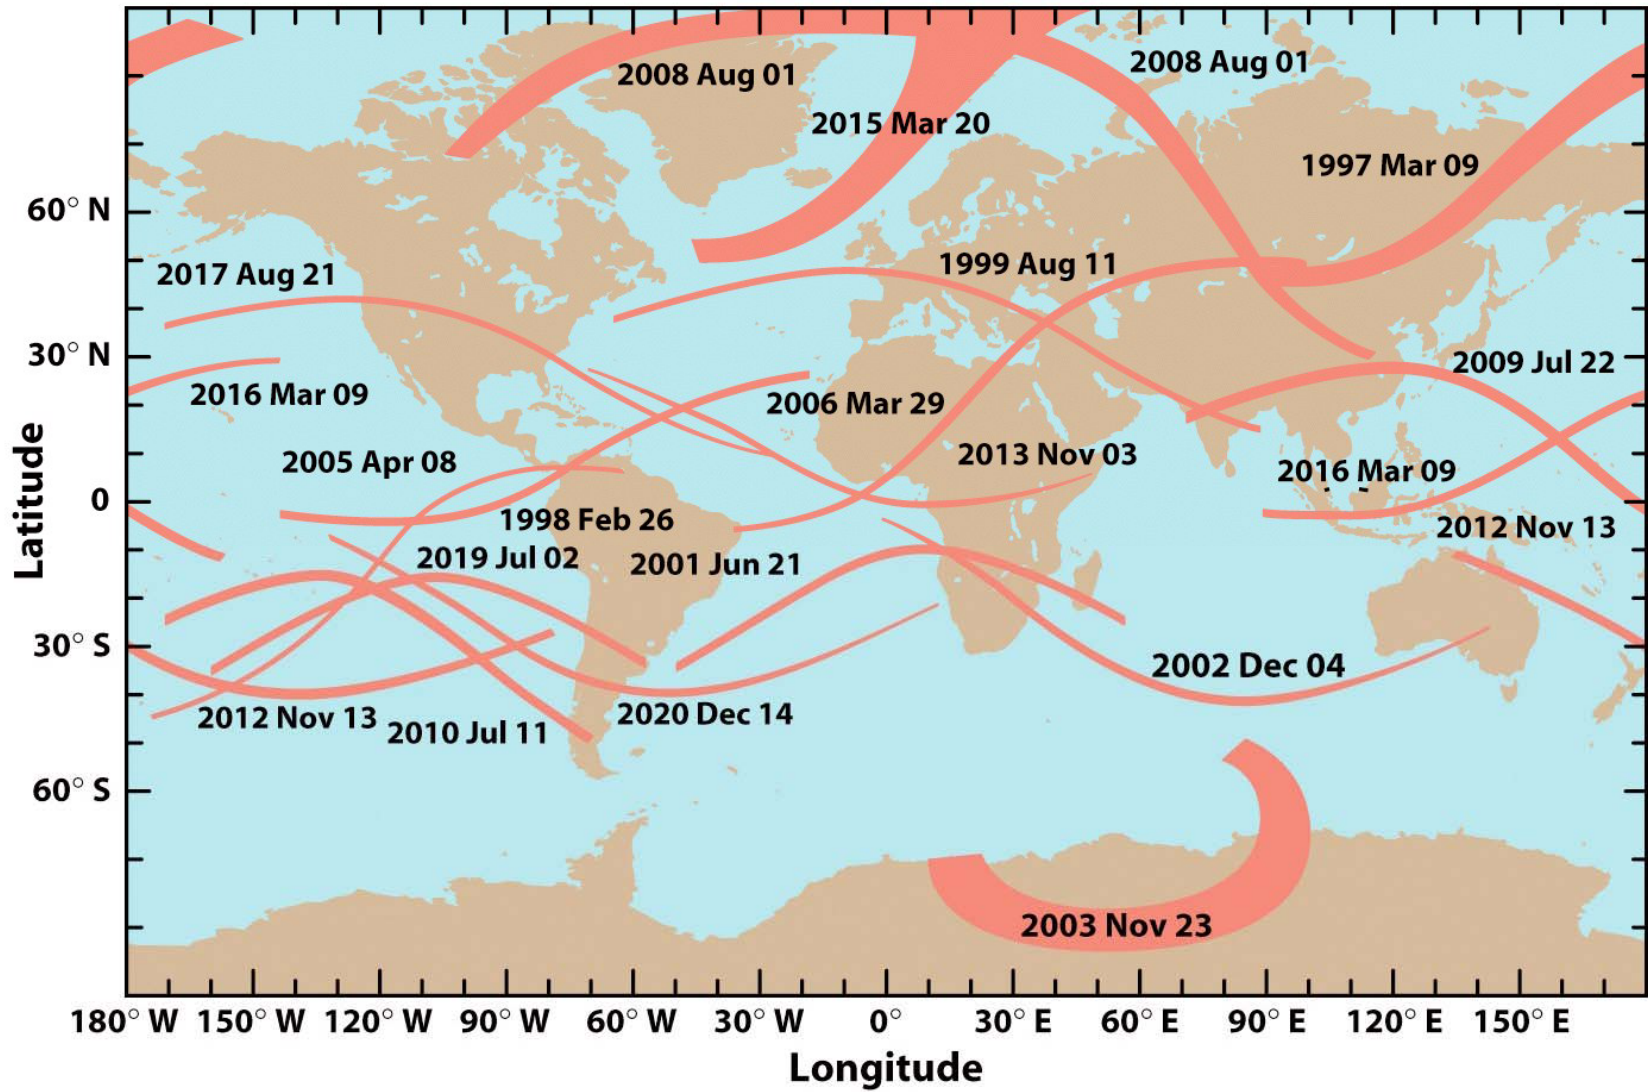 2008 Aug 01
2008 Aug 01
2015 Mar 20
1997 Mar 09
60° N
1999 Aug 11
2017 Aug 21
30° N
2009 Jul 22
2016 Mar 09
2006 Mar 29
2005 Apr 08
2013 Nov 03
2016 Mar 09
Latitude
0
1998 Feb 26
2012 Nov 13
2019 Jul 02
2001 Jun 21
30° S
2002 Dec 04
2012 Nov 13
2010 Jul 11
2020 Dec 14
60° S
2003 Nov 23
180° W 150° W 120° W 90° W 60° W 30° W 0° 30° E 60° E 90° E 120° E 150° E
Longitude